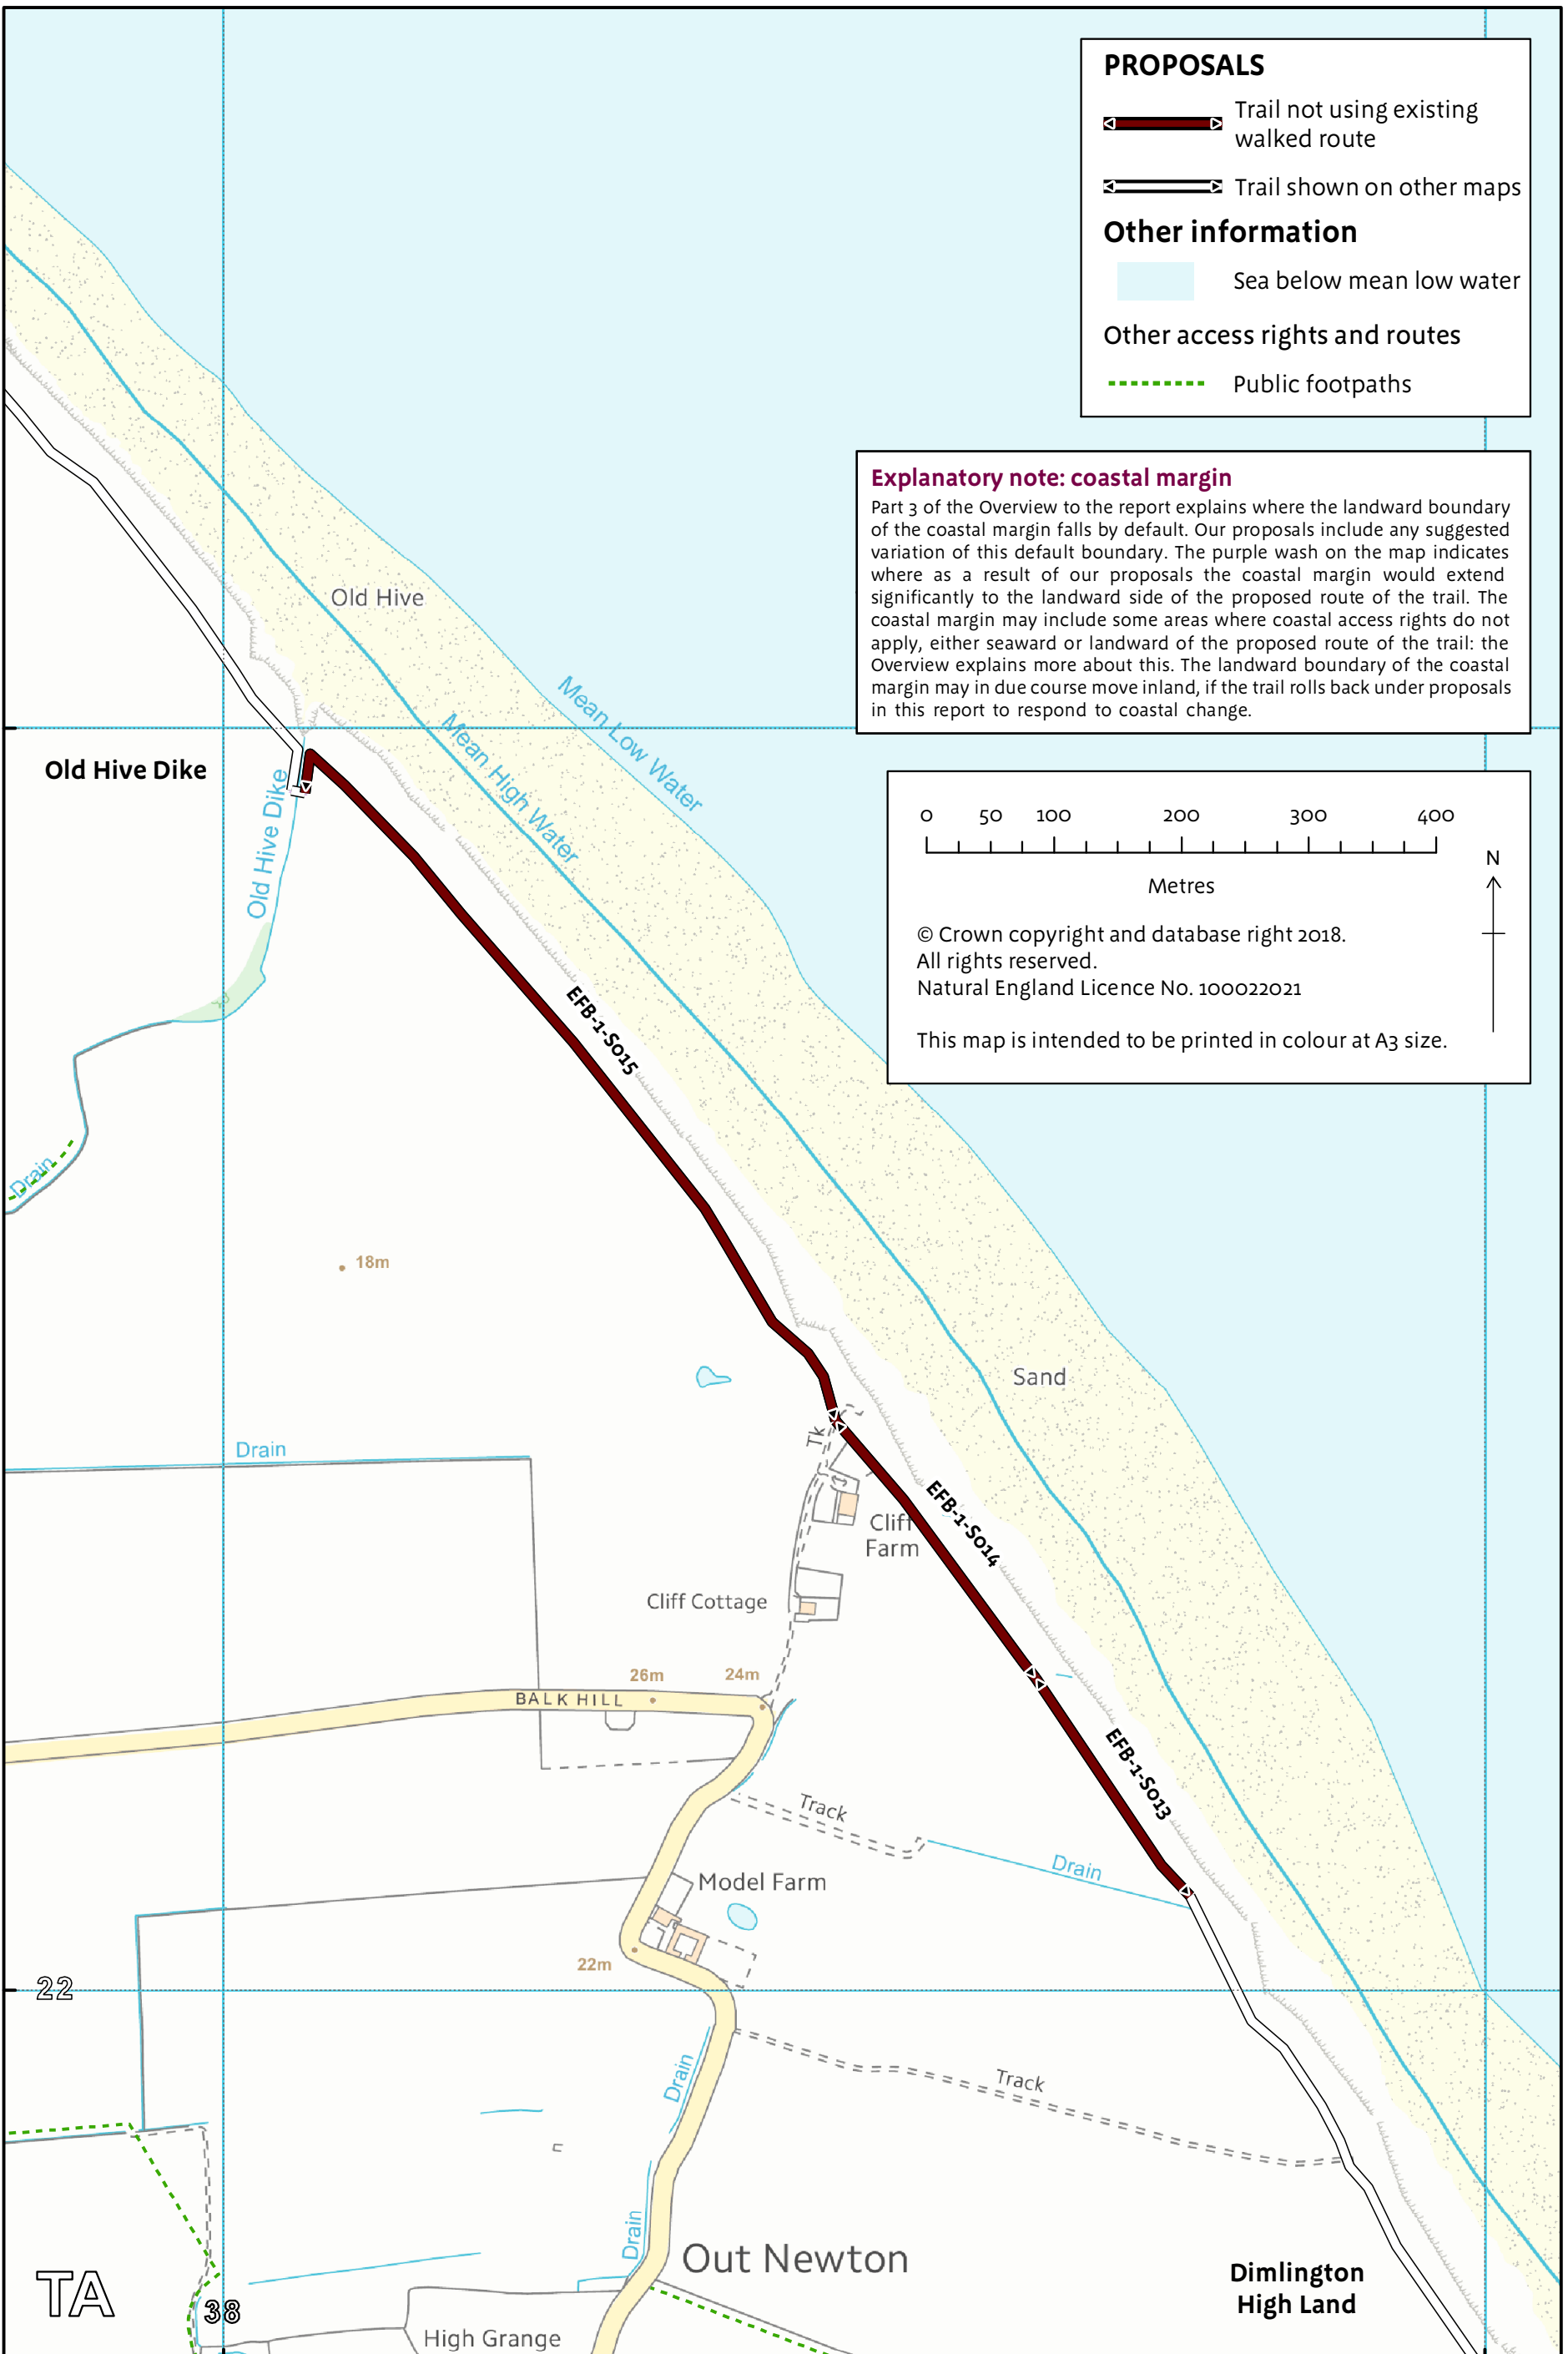 PROPOSALS
Trail not using existing
walked route
Trail shown on other maps
Other information
Sea below mean low water
Other access rights and routes
Public footpaths
Explanatory note: coastal margin
Part 3 of the Overview to the report explains where the landward boundary
of the coastal margin falls by default. Our proposals include any suggested
variation of this default boundary. The purple wash on the map indicates
where as a result of our proposals the coastal margin would extend
significantly to the landward side of the proposed route of the trail. The
coastal margin may include some areas where coastal access rights do not
apply, either seaward or landward of the proposed route of the trail: the
Overview explains more about this. The landward boundary of the coastal
margin may in due course move inland, if the trail rolls back under proposals
in this report to respond to coastal change.
Old Hive
Mean Low Water
Mean High Water
Old Hive Dike
Old Hive Dike
0 50 100 200 300 400
Metres
N
© Crown copyright and database right 2018.
All rights reserved.
Natural England Licence No. 100022021
This map is intended to be printed in colour at A3 size.
EFB-1-S015
Drain
18m
Sand
Drain
Tk
EFB-1-S014
Cliff
Farm
Cliff Cottage
26m
24m
BALK HILL
EFB-1-S013
Track
Drain
Model Farm
22m
22
Drain
Track
Drain
Out Newton
Dimlington
High Land
TA
38
High Grange